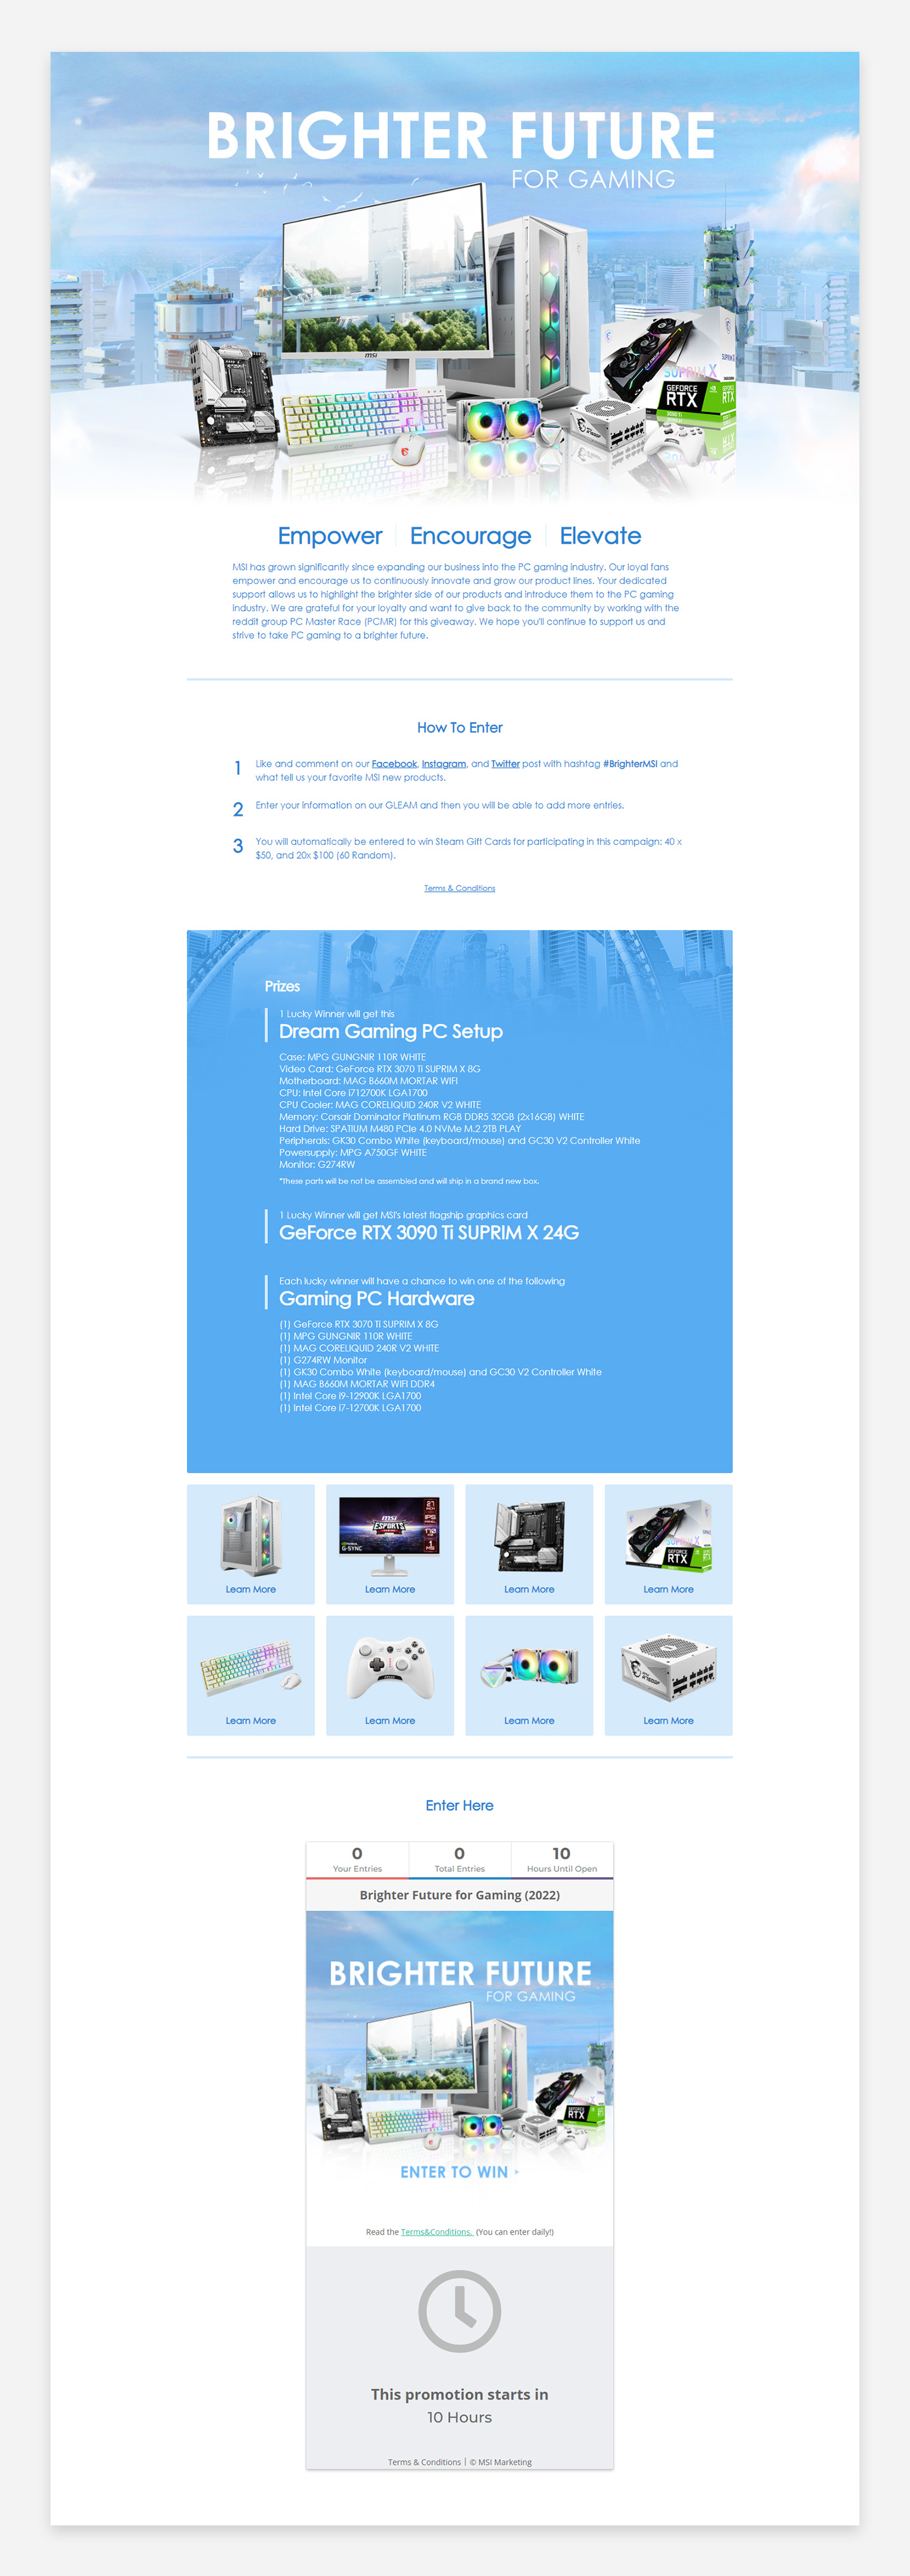 BRIGHTER FUTURE
FOR GAMING
msi
SUPRIM X
GEFORCE
RTX
Empower
Encourage
Elevate
MSI has grown significantly since expanding our business into the PC gaming industry. Our loyal fans
empower and encourage us to continuously innovate and grow our product lines. Your dedicated
support allows us to highlight the brighter side of our products and introduce them to the PC gaming
industry. We are grateful for your loyalty and want to give back to the community by working with the
reddit group PC Master Race (PCMR) for this giveaway. We hope you'll continue to support us and
strive to take PC gaming to a brighter future.
How To Enter
1
Like and comment on our Facebook, Instagram, and Twitter post with hashtag #BrighterMSI and
what tell us your favorite MSI new products.
2
Enter your information on our GLEAM and then you will be able to add more entries.
3
You will automatically be entered to win Steam Gift Cards for participating in this campaign: 40 x
$50, and 20x $100 (60 Random).
Terms & Conditions
Prizes
1 Lucky Winner will get this
Dream Gaming PC Setup
Case: MPG GUNGNIR 110R WHITE
Video Card: GeForce RTX 3070 Ti SUPRIM X 8G
Motherboard: MAG B660M MORTAR WIFI
CPU: Intel Core i712700K LGA1700
CPU Cooler: MAG CORELIQUID 240R V2 WHITE
Memory: Corsair Dominator Platinum RGB DDR5 32GB (2x16GB) WHITE
Hard Drive: SPATIUM M480 PCIe 4.0 NVMe M.2 2TB PLAY
Peripherals: GK30 Combo White (keyboard/mouse) and GC30 V2 Controller White
Powersupply: MPG A750GF WHITE
Monitor: G274RW
*These parts will be not be assembled and will ship in a brand new box.
1 Lucky Winner will get MSI's latest flagship graphics card
GeForce RTX 3090 Ti SUPRIM X 24G
Each lucky winner will have a chance to win one of the following
Gaming PC Hardware
(1) GeForce RTX 3070 Ti SUPRIM X 8G
(1) MPG GUNGNIR 110R WHITE
(1) MAG CORELIQUID 240R V2 WHITE
(1) G274RW Monitor
(1) GK30 Combo White (keyboard/mouse) and GC30 V2 Controller White
(1) MAG B660M MORTAR WIFI DDR4
(1) Intel Core i9-12900K LGA1700
(1) Intel Core i7-12700K LGA1700
msi
ESPORTS
G-SYNC
27
IPS
170
1
GEFORCE
RTX
Learn More
Learn More
Learn More
Learn More
Learn More
Learn More
Learn More
Learn More
Enter Here
0
Your Entries
0
Total Entries
10
Hours Until Open
Brighter Future for Gaming (2022)
BRIGHTER FUTURE
FOR GAMING
GEFORCE
RTX
ENTER TO WIN
Read the Terms&Conditions. (You can enter daily!)
This promotion starts in
10 Hours
Terms & Conditions | © MSI Marketing